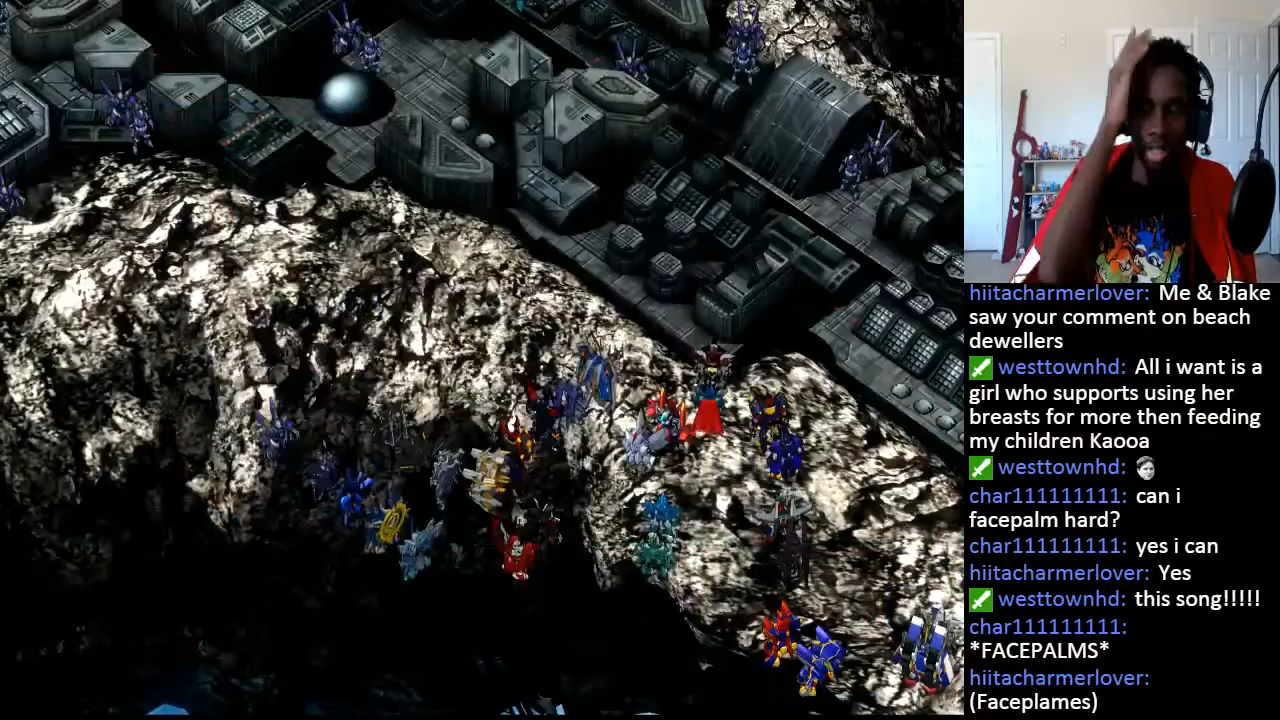 hiitacharmerlover: Me & Blake
saw your comment on beach
dewellers
westtownhd: All i want is a
girl who supports using her
breasts for more then feeding
my children Kaooa
westtownhd:
char111111111: can i
facepalm hard?
char111111111: yes i can
hiitacharmerlover: Yes
westtownhd: this song!!!!!
char111111111:
*FACEPALMS*
hiitacharmerlover:
(Faceplames)